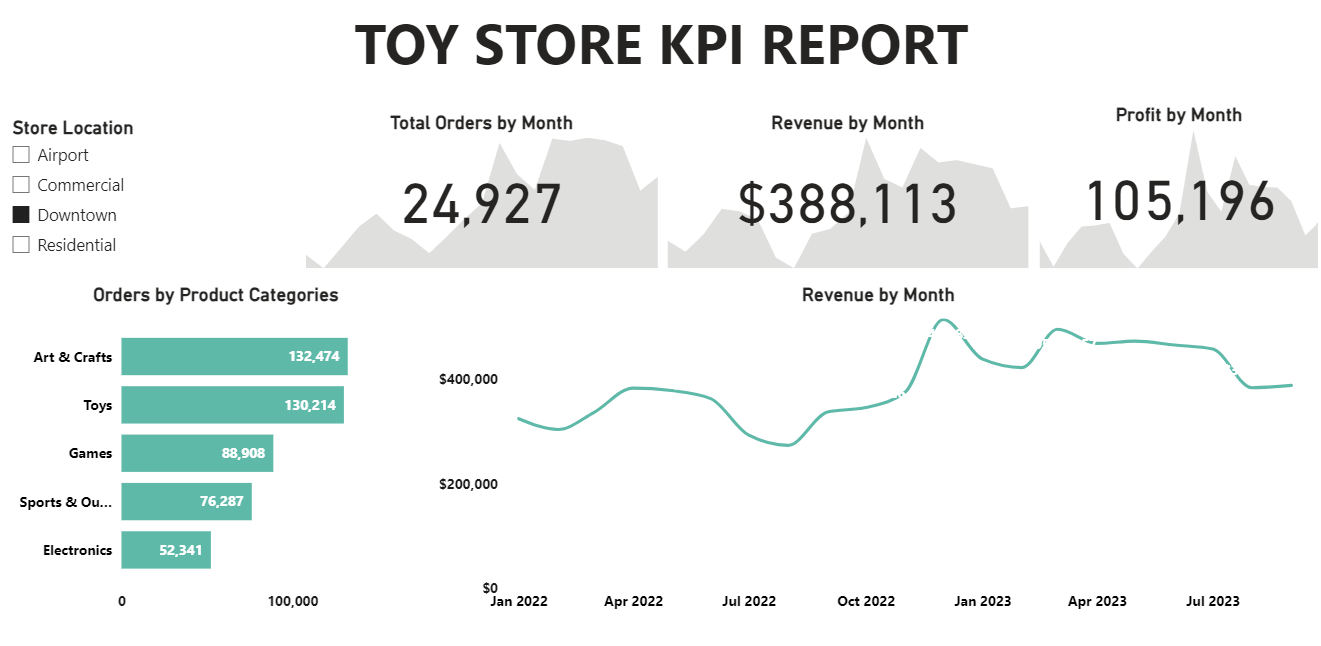 TOY STORE KPI REPORT
Store Location
Airport
Commercial
Downtown
Residential
Total Orders by Month
24,927
Revenue by Month
$388,113
Profit by Month
105,196
Orders by Product Categories
Art & Crafts
132,474
Toys
130,214
Games
88,908
Sports & Ou...
76,287
Electronics
52,341
0
100,000
Revenue by Month
$400,000
$200,000
$0
Jan 2022
Apr 2022
Jul 2022
Oct 2022
Jan 2023
Apr 2023
Jul 2023